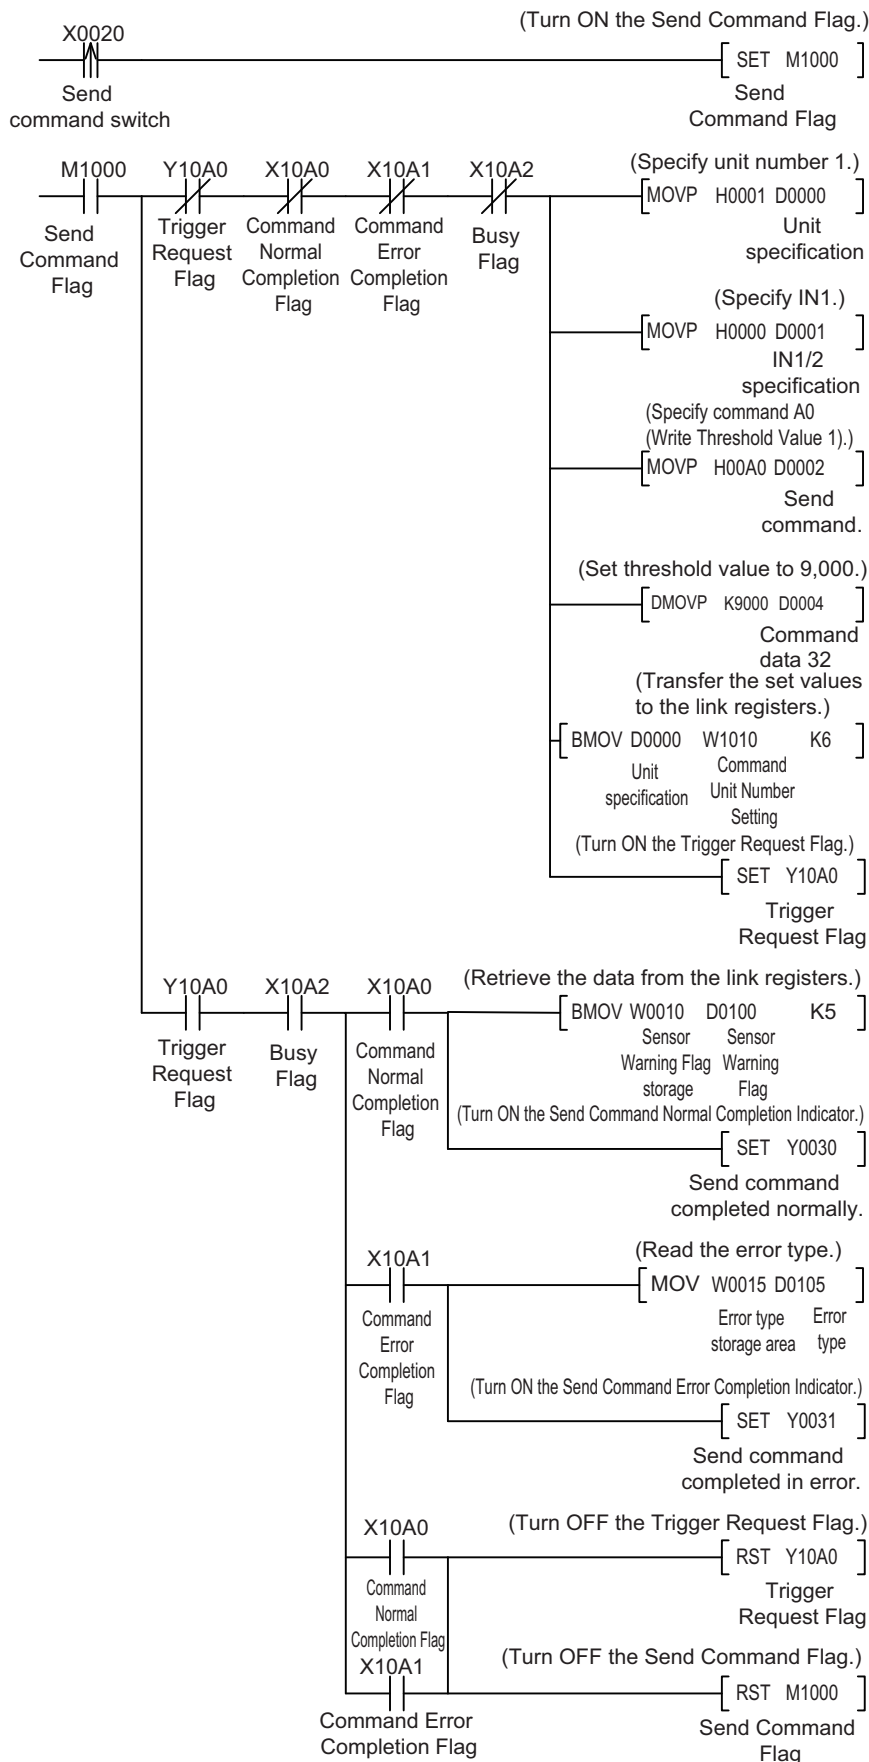 (Turn ON the Send Command Flag.)
X0020
SET M1000
Send
command switch
Send
Command Flag
M1000 Y10A0 X10A0 X10A1 X10A2
(Specify unit number 1.)
MOVP H0001 D0000
Send
Command
Flag
Trigger
Request
Flag
Command
Normal
Completion
Flag
Command
Error
Completion
Flag
Busy
Flag
Unit
specification
(Specify IN1.)
MOVP H0000 D0001
IN1/2
specification
(Specify command A0
(Write Threshold Value 1).)
MOVP H00A0 D0002
Send
command.
(Set threshold value to 9,000.)
DMOVP K9000 D0004
Command
data 32
(Transfer the set values
to the link registers.)
BMOV D0000 W1010 K6
Unit
specification
Command
Unit Number
Setting
(Turn ON the Trigger Request Flag.)
SET Y10A0
Trigger
Request Flag
Y10A0 X10A2 X10A0
(Retrieve the data from the link registers.)
BMOV W0010 D0100 K5
Trigger
Request
Flag
Busy
Flag
Command
Normal
Completion
Flag
Sensor
Warning Flag
storage
Sensor
Warning
Flag
(Turn ON the Send Command Normal Completion Indicator.)
SET Y0030
Send command
completed normally.
X10A1
(Read the error type.)
MOV W0015 D0105
Command
Error
Completion
Flag
Error type
storage area
Error
type
(Turn ON the Send Command Error Completion Indicator.)
SET Y0031
Send command
completed in error.
X10A0
(Turn OFF the Trigger Request Flag.)
RST Y10A0
Command
Normal
Completion Flag
Trigger
Request Flag
X10A1
(Turn OFF the Send Command Flag.)
RST M1000
Command Error
Completion Flag
Send Command
Flag